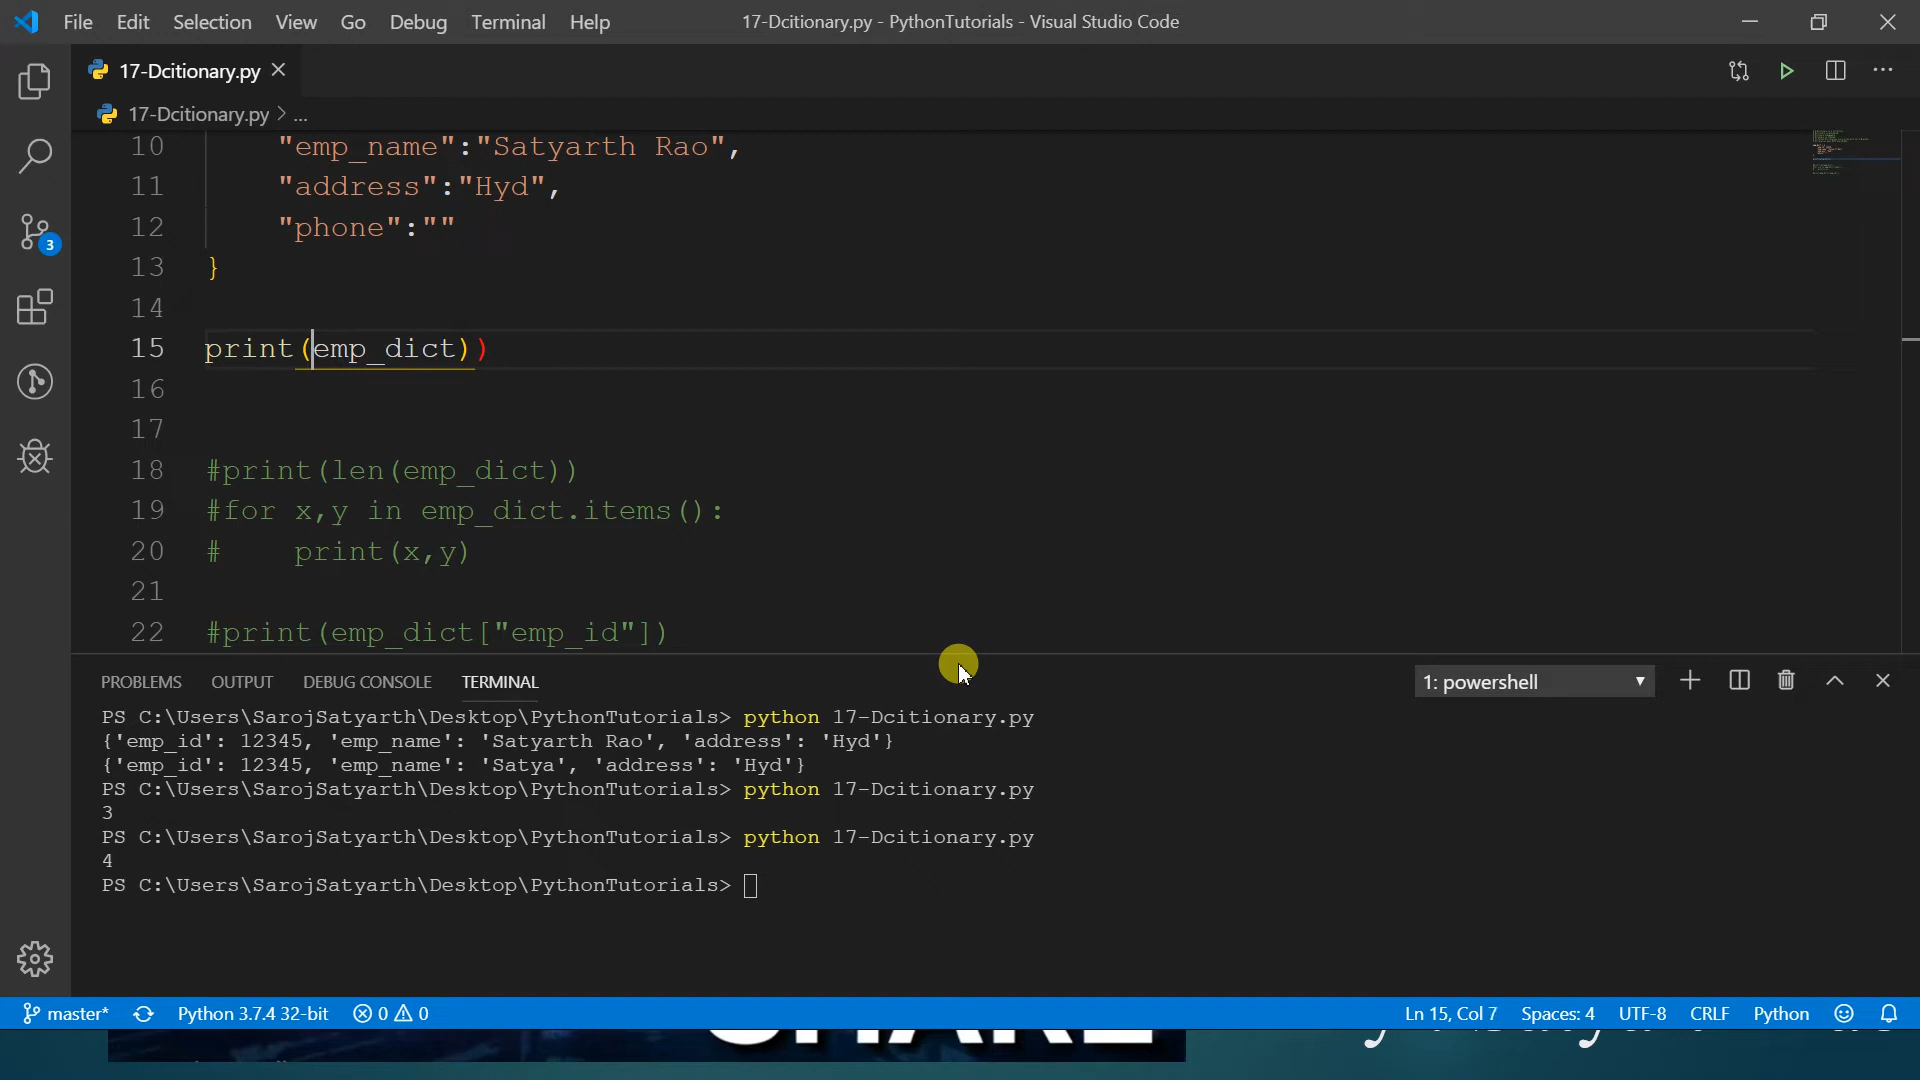 File Edit Selection View Go Debug Terminal Help 17-Dcitionary.py - PythonTutorials - Visual Studio Code
17-Dcitionary.py
17-Dcitionary.py > ...
10 "emp_name":"Satyarth Rao",
11 "address":"Hyd",
12 "phone":""
13 }
14
15 print(emp_dict))
16
17
18 #print(len(emp_dict))
19 #for x,y in emp_dict.items():
20 # print(x,y)
21
22 #print(emp_dict["emp_id"])
3
PROBLEMS OUTPUT DEBUG CONSOLE TERMINAL 1: powershell
PS C:\Users\SarojSatyarth\Desktop\PythonTutorials> python 17-Dcitionary.py
{'emp_id': 12345, 'emp_name': 'Satyarth Rao', 'address': 'Hyd'}
{'emp_id': 12345, 'emp_name': 'Satya', 'address': 'Hyd'}
PS C:\Users\SarojSatyarth\Desktop\PythonTutorials> python 17-Dcitionary.py
3
PS C:\Users\SarojSatyarth\Desktop\PythonTutorials> python 17-Dcitionary.py
4
PS C:\Users\SarojSatyarth\Desktop\PythonTutorials>
master* Python 3.7.4 32-bit 0 0 Ln 15, Col 7 Spaces: 4 UTF-8 CRLF Python